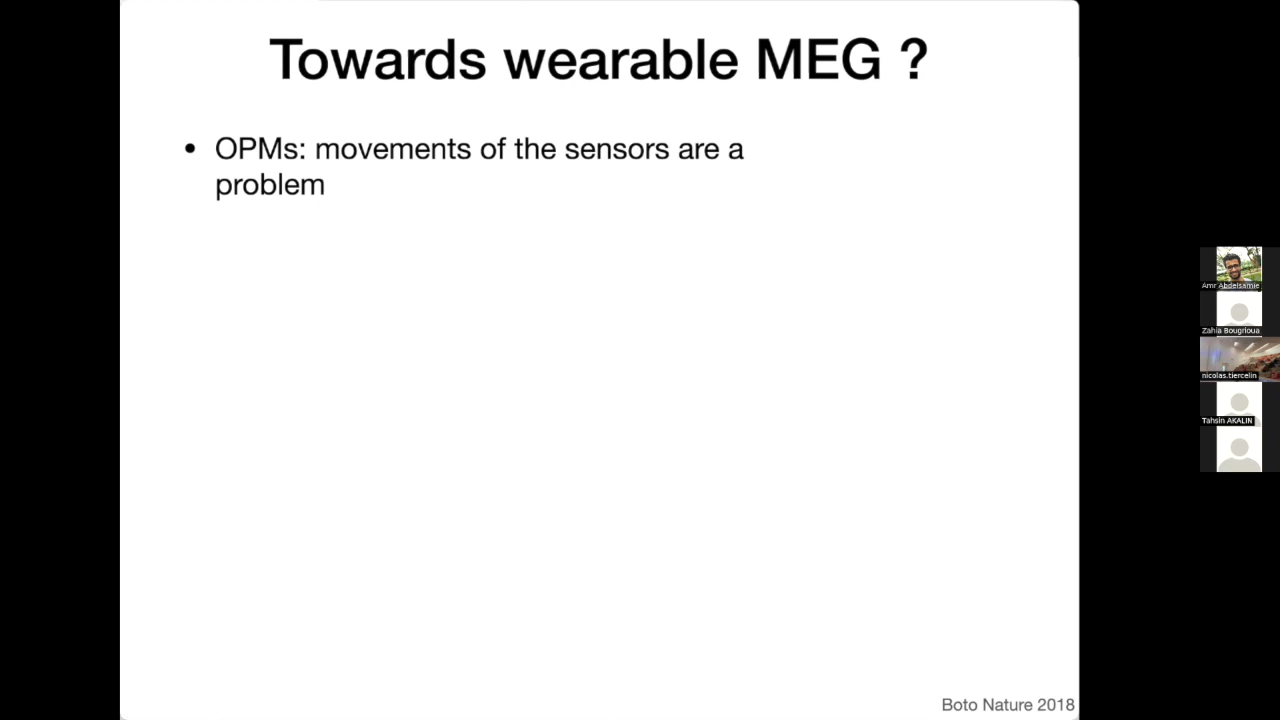 Towards wearable MEG ?
• OPMs: movements of the sensors are a
problem
Amr Abdelsamie
Zahia Bougrioua
nicolas.tiercelin
Tahsin AKALIN
Boto Nature 2018